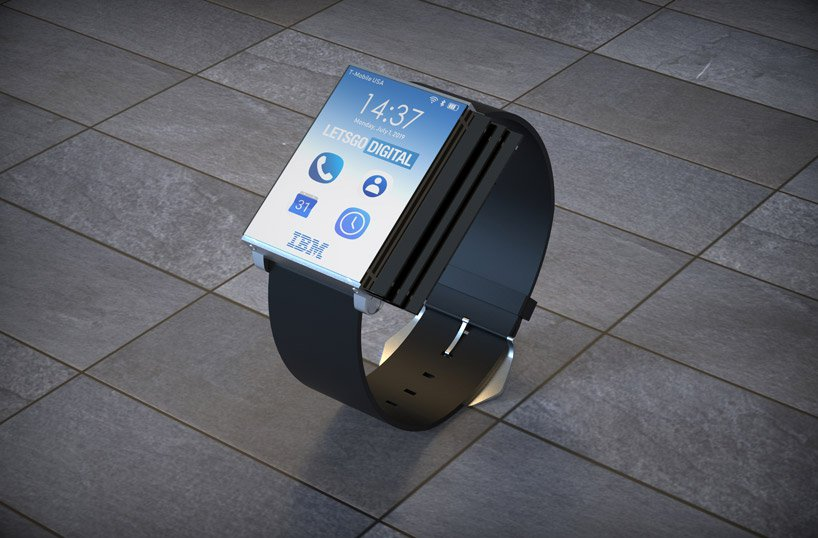 T-Mobile USA
14:37
Monday, July 1, 2019
LETSGO DIGITAL
31
IBM